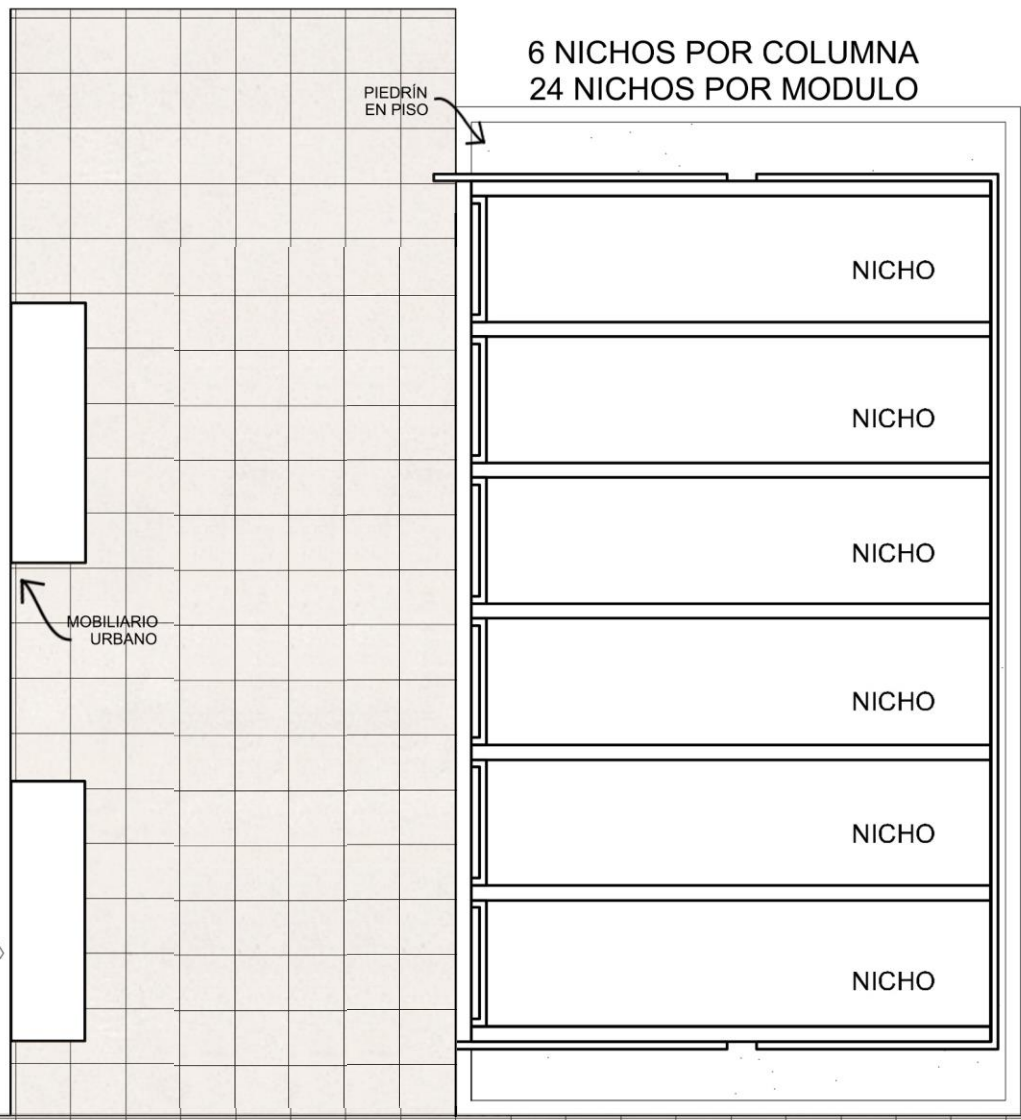 6 NICHOS POR COLUMNA
24 NICHOS POR MODULO
PIEDRÍN
EN PISO
NICHO
NICHO
NICHO
MOBILIARIO
URBANO
NICHO
NICHO
NICHO